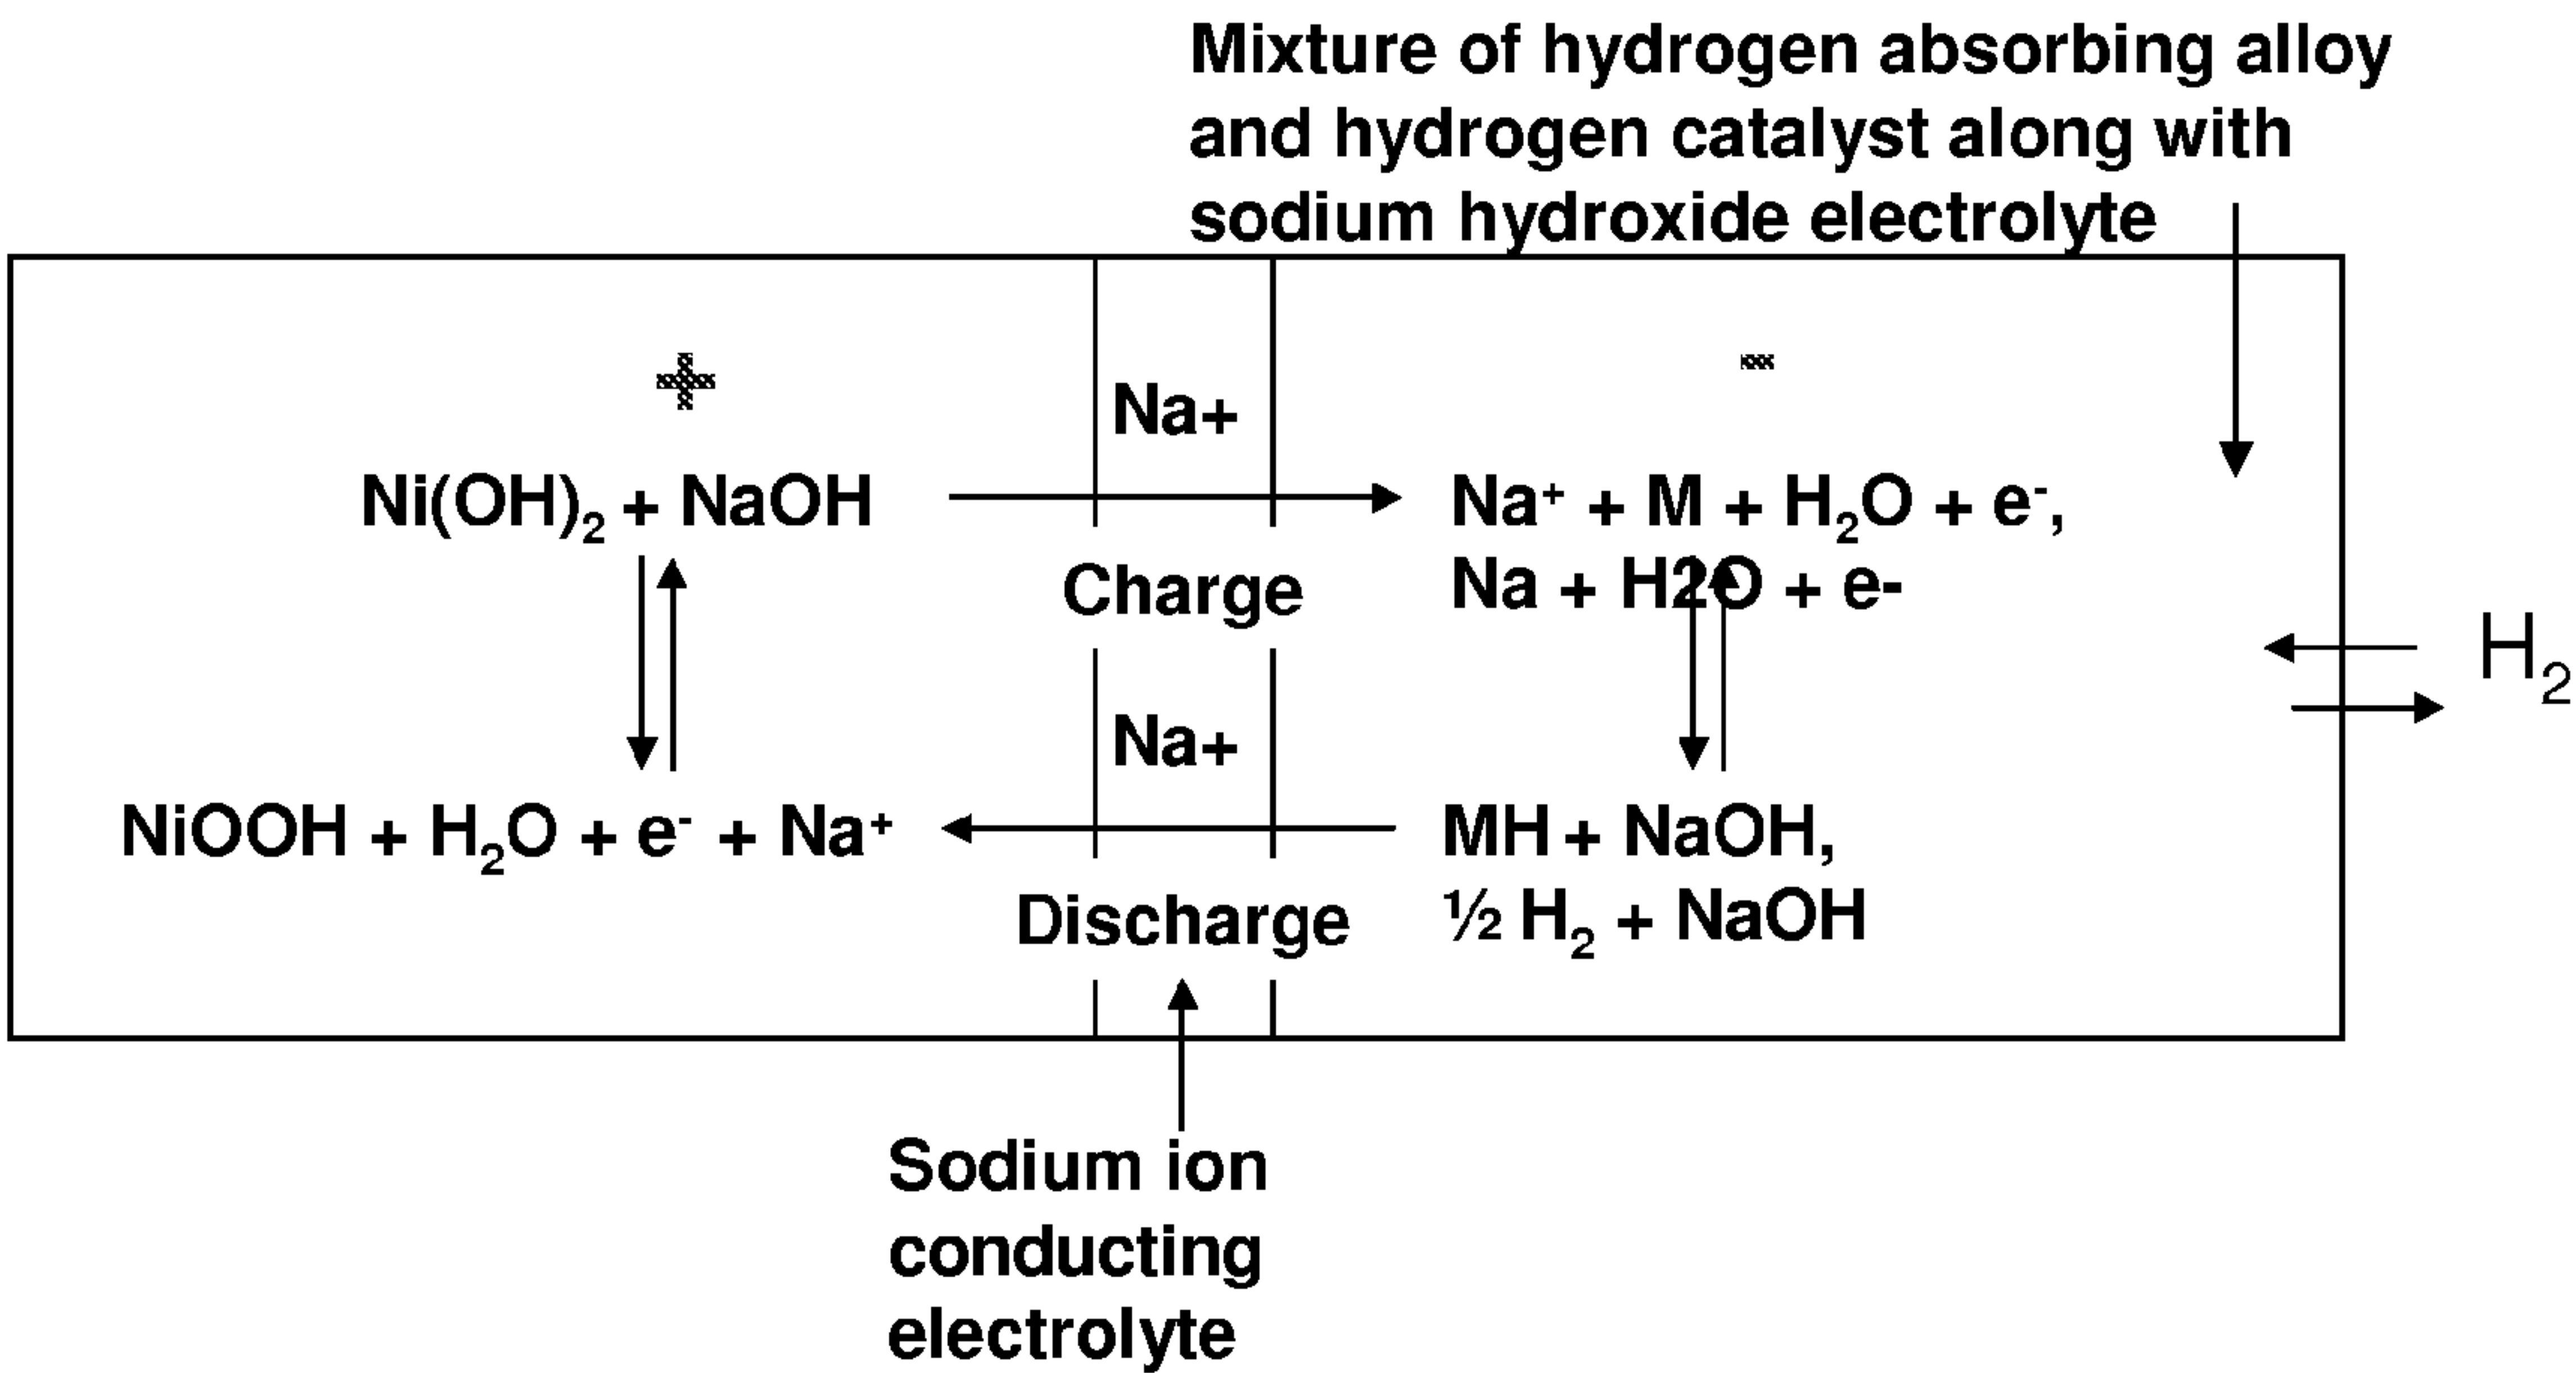 Mixture of hydrogen absorbing alloy
and hydrogen catalyst along with
sodium hydroxide electrolyte
+
-
Na+
Ni(OH)₂ + NaOH
Na⁺ + M + H₂O + e⁻,
Na + H2O + e-
Charge
H₂
Na+
NiOOH + H₂O + e⁻ + Na⁺
MH + NaOH,
½ H₂ + NaOH
Discharge
Sodium ion
conducting
electrolyte